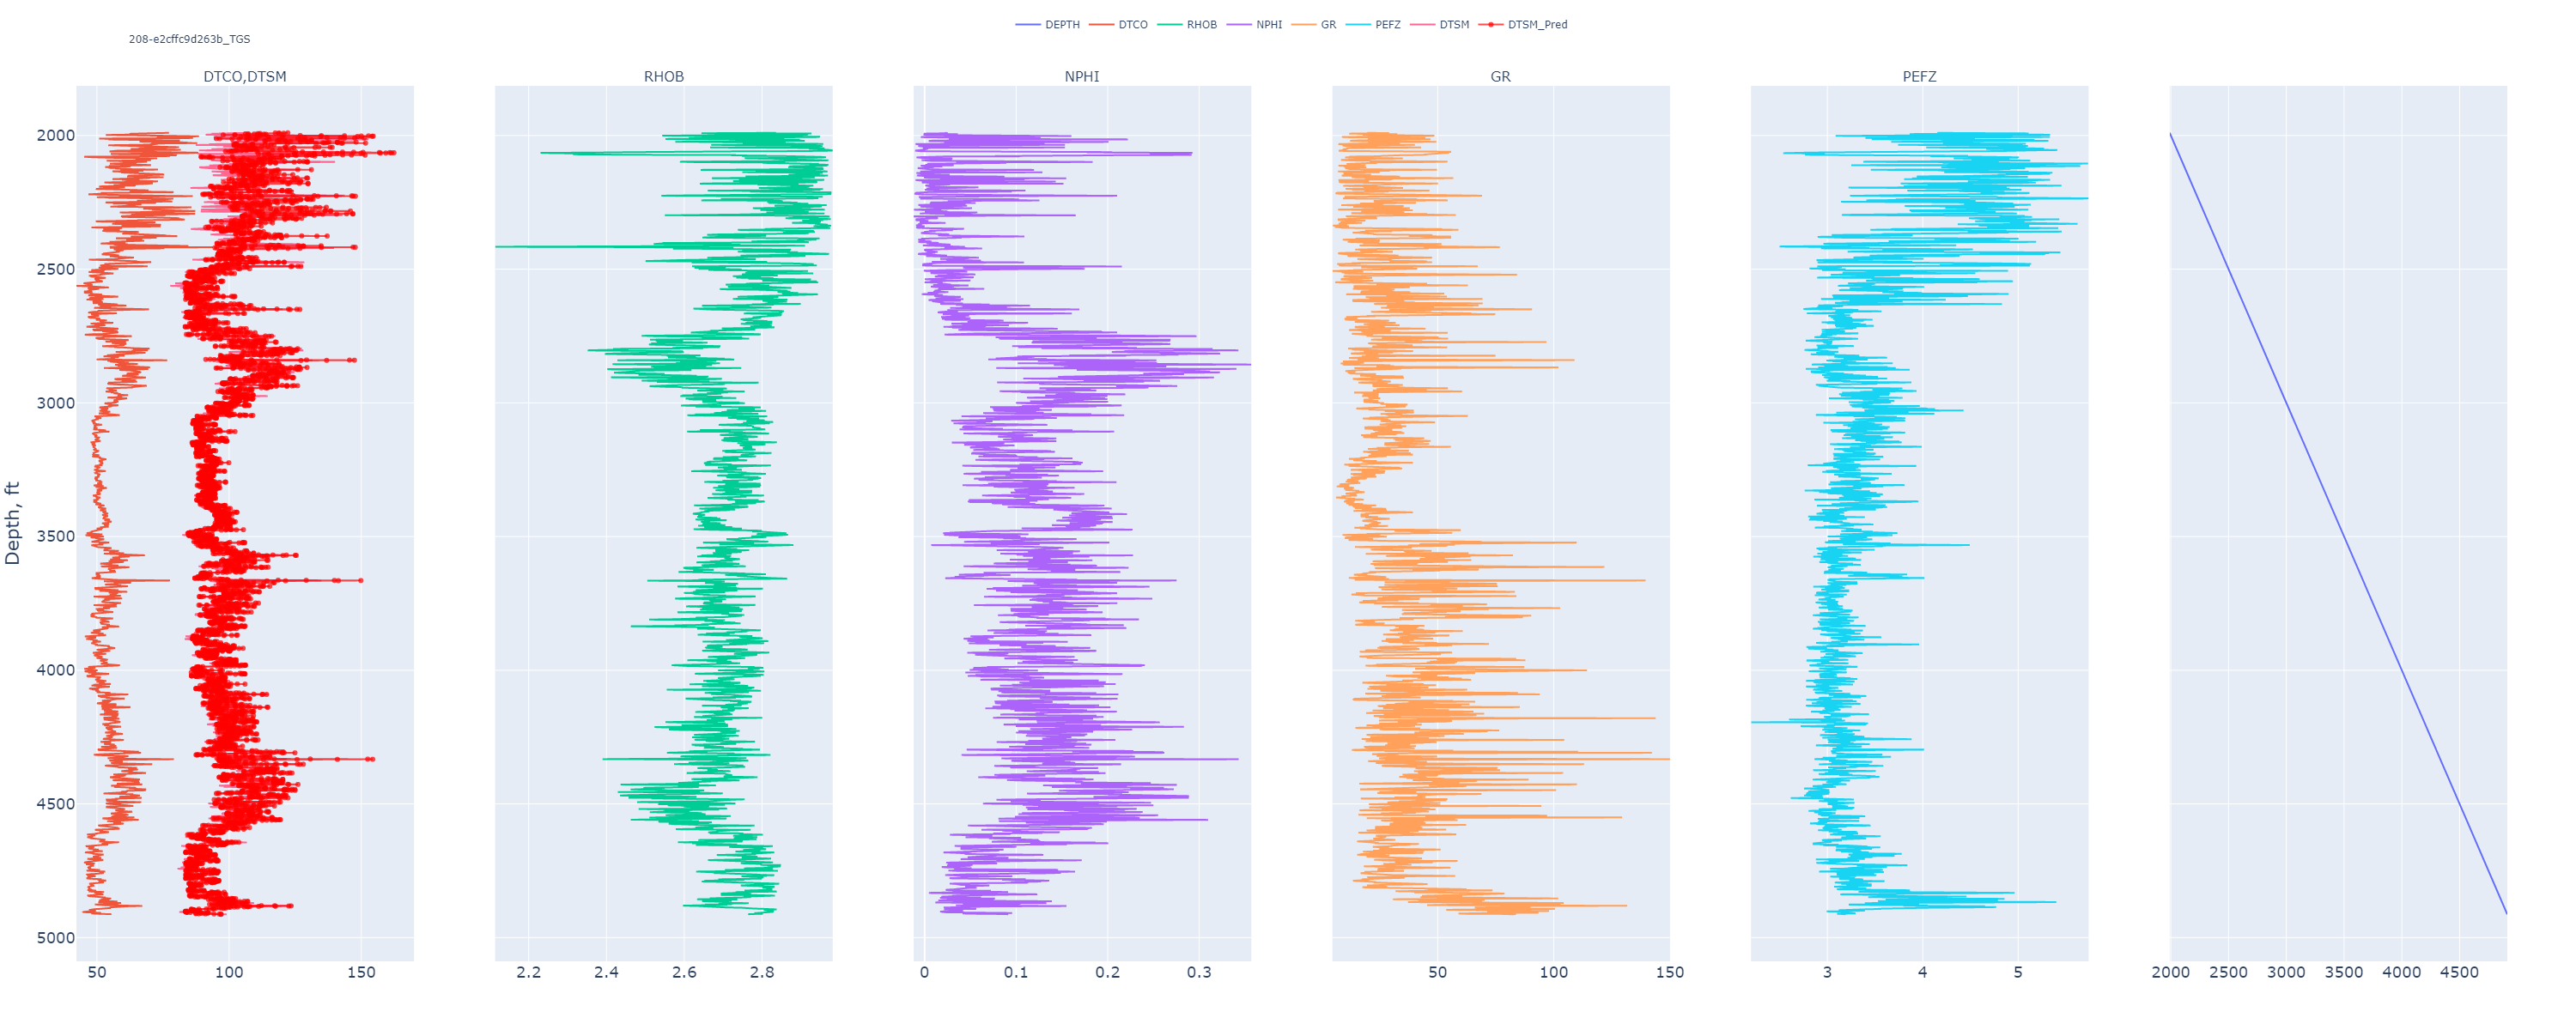 DEPTH DTCO RHOB NPHI GR PEFZ DTSM DTSM_Pred
208-e2cffc9d263b_TGS
DTCO,DTSM RHOB NPHI GR PEFZ
Depth, ft
2000
2500
3000
3500
4000
4500
5000
50 100 150 2.2 2.4 2.6 2.8 0 0.1 0.2 0.3 50 100 150 3 4 5 2000 2500 3000 3500 4000 4500